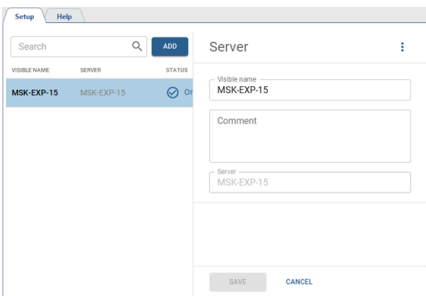 Setup Help
Search ADD
VISIBLE NAME SERVER STATUS
MSK-EXP-15 MSK-EXP-15 Or
Server
Visible name
MSK-EXP-15
Comment
Server
MSK-EXP-15
SAVE CANCEL